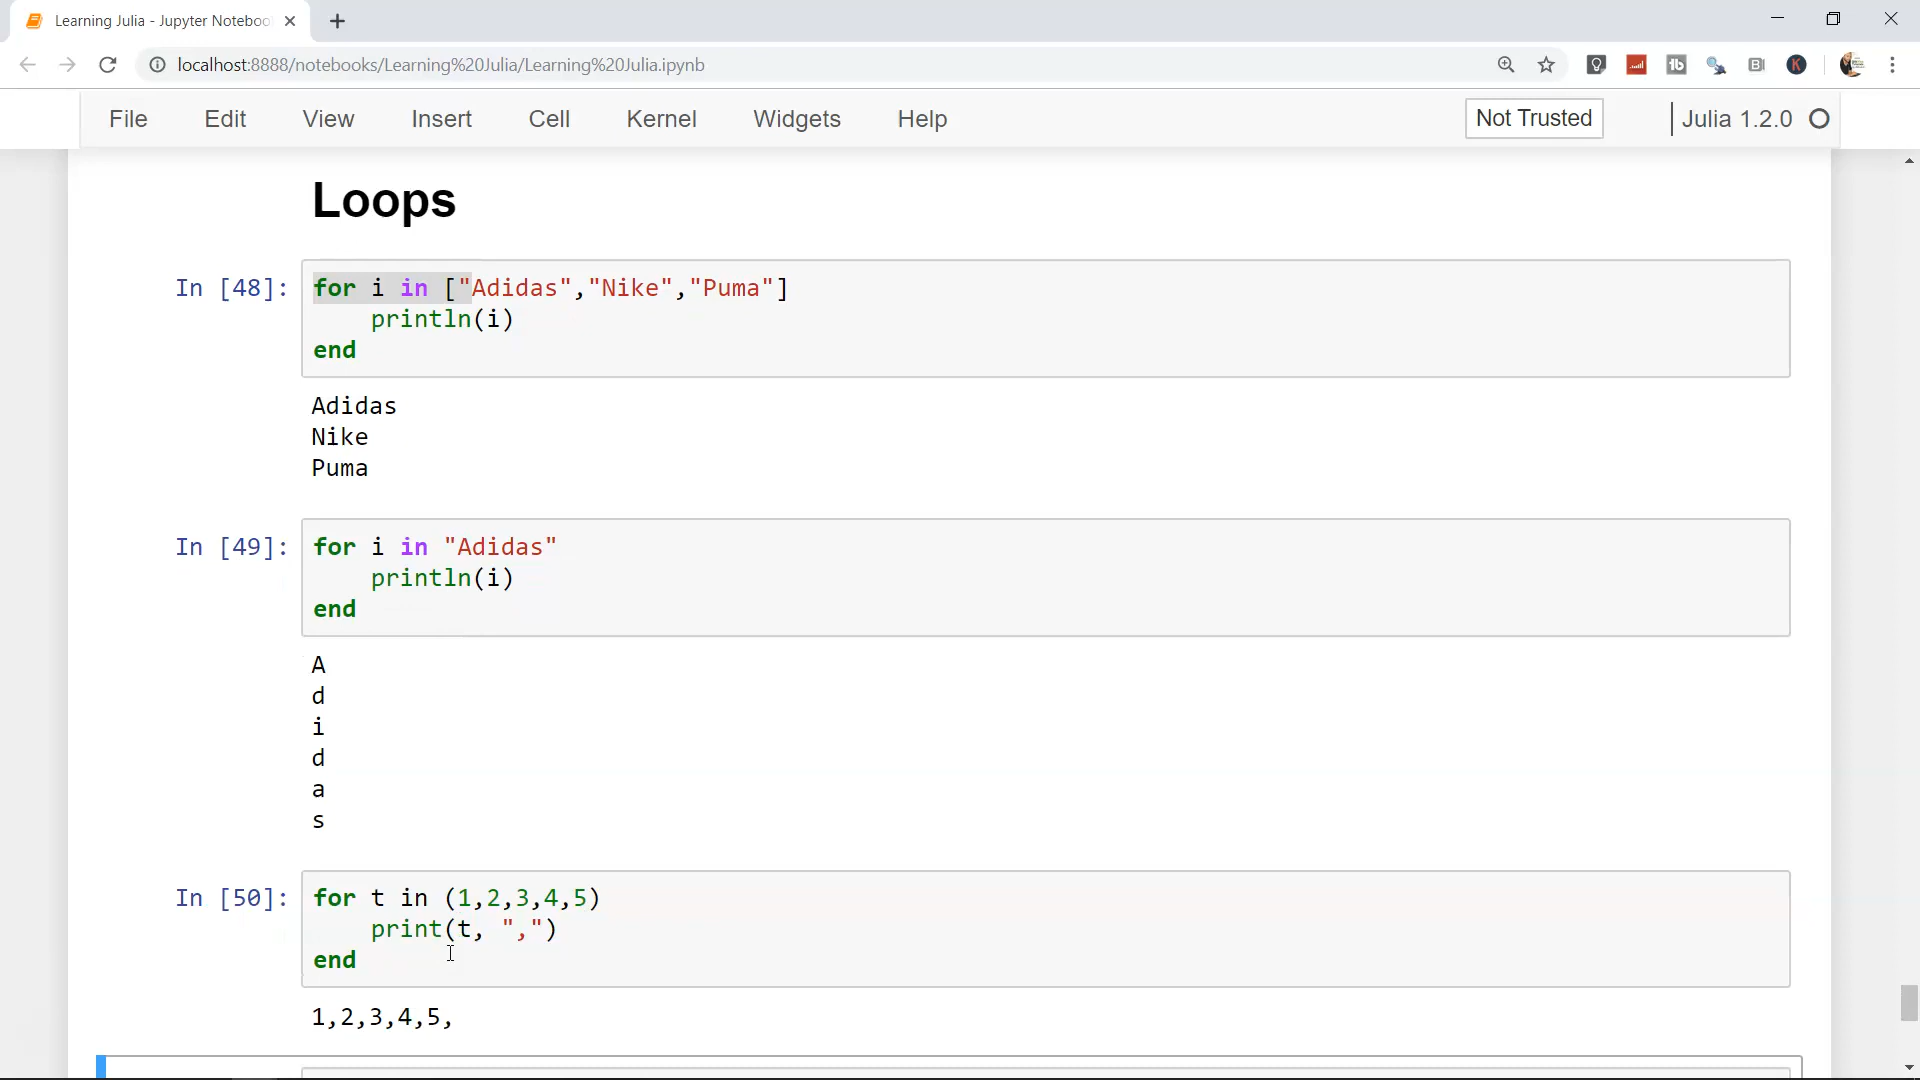 Learning Julia - Jupyter Noteboo
localhost:8888/notebooks/Learning%20Julia/Learning%20Julia.ipynb
File Edit View Insert Cell Kernel Widgets Help Not Trusted Julia 1.2.0
Loops
In [48]: for i in ["Adidas","Nike","Puma"]
println(i)
end
Adidas
Nike
Puma
In [49]: for i in "Adidas"
println(i)
end
A
d
i
d
a
s
In [50]: for t in (1,2,3,4,5)
print(t, ",")
end
1,2,3,4,5,